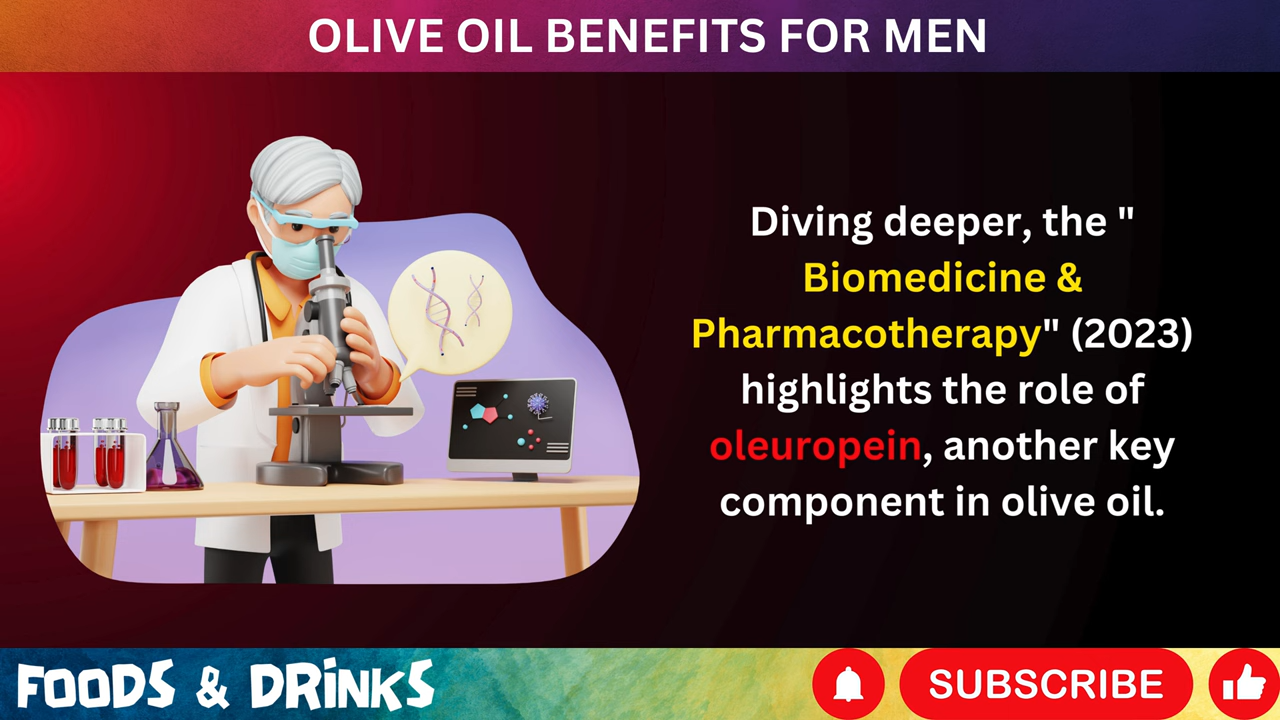 OLIVE OIL BENEFITS FOR MEN
Diving deeper, the "
Biomedicine &
Pharmacotherapy" (2023)
highlights the role of
oleuropein, another key
component in olive oil.
FOODS & DRiNKS
SUBSCRIBE